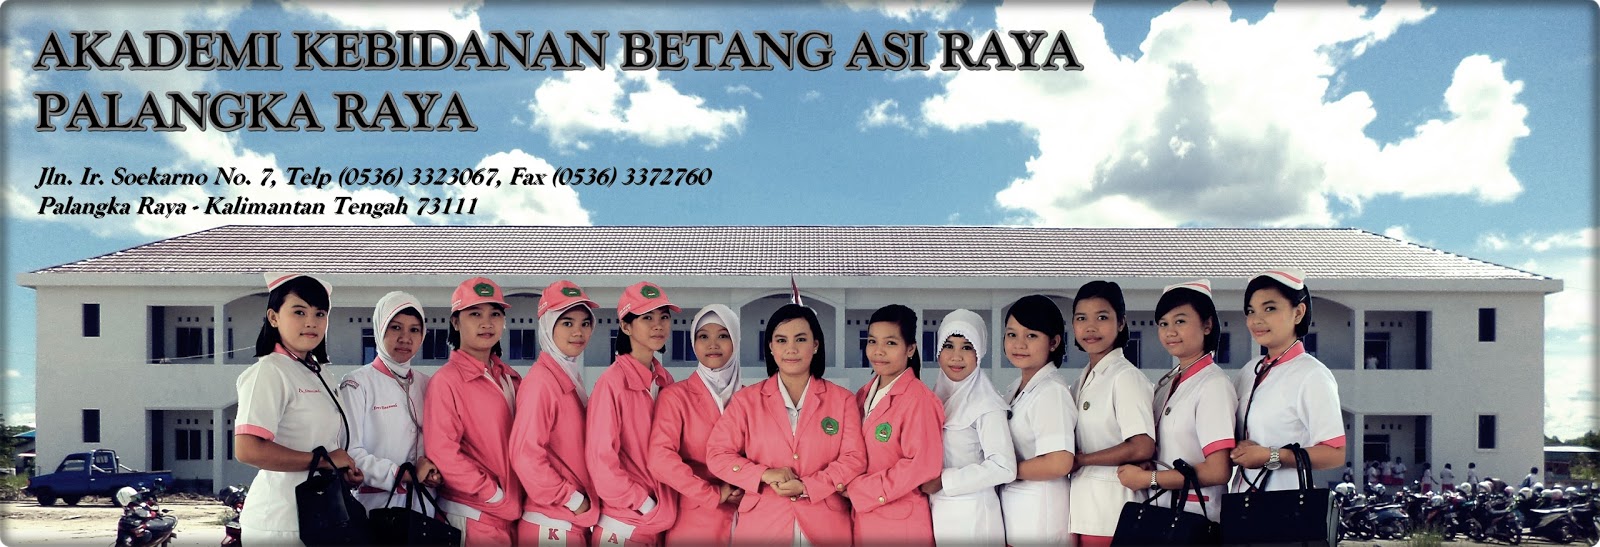 AKADEMI KEBIDANAN BETANG ASI RAYA
PALANGKA RAYA
Jln. Ir. Soekarno No. 7, Telp (0536) 3323067, Fax (0536) 3372760
Palangka Raya - Kalimantan Tengah 73111
K A